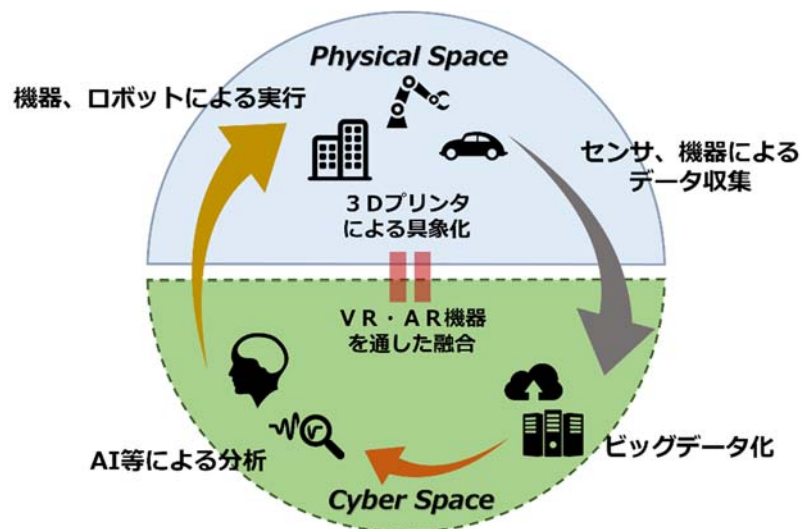 Physical Space
機器、ロボットによる実行
センサ、機器による
データ収集
３Ｄプリンタ
による具象化
ＶＲ・ＡＲ機器
を通した融合
ビッグデータ化
AI等による分析
Cyber Space